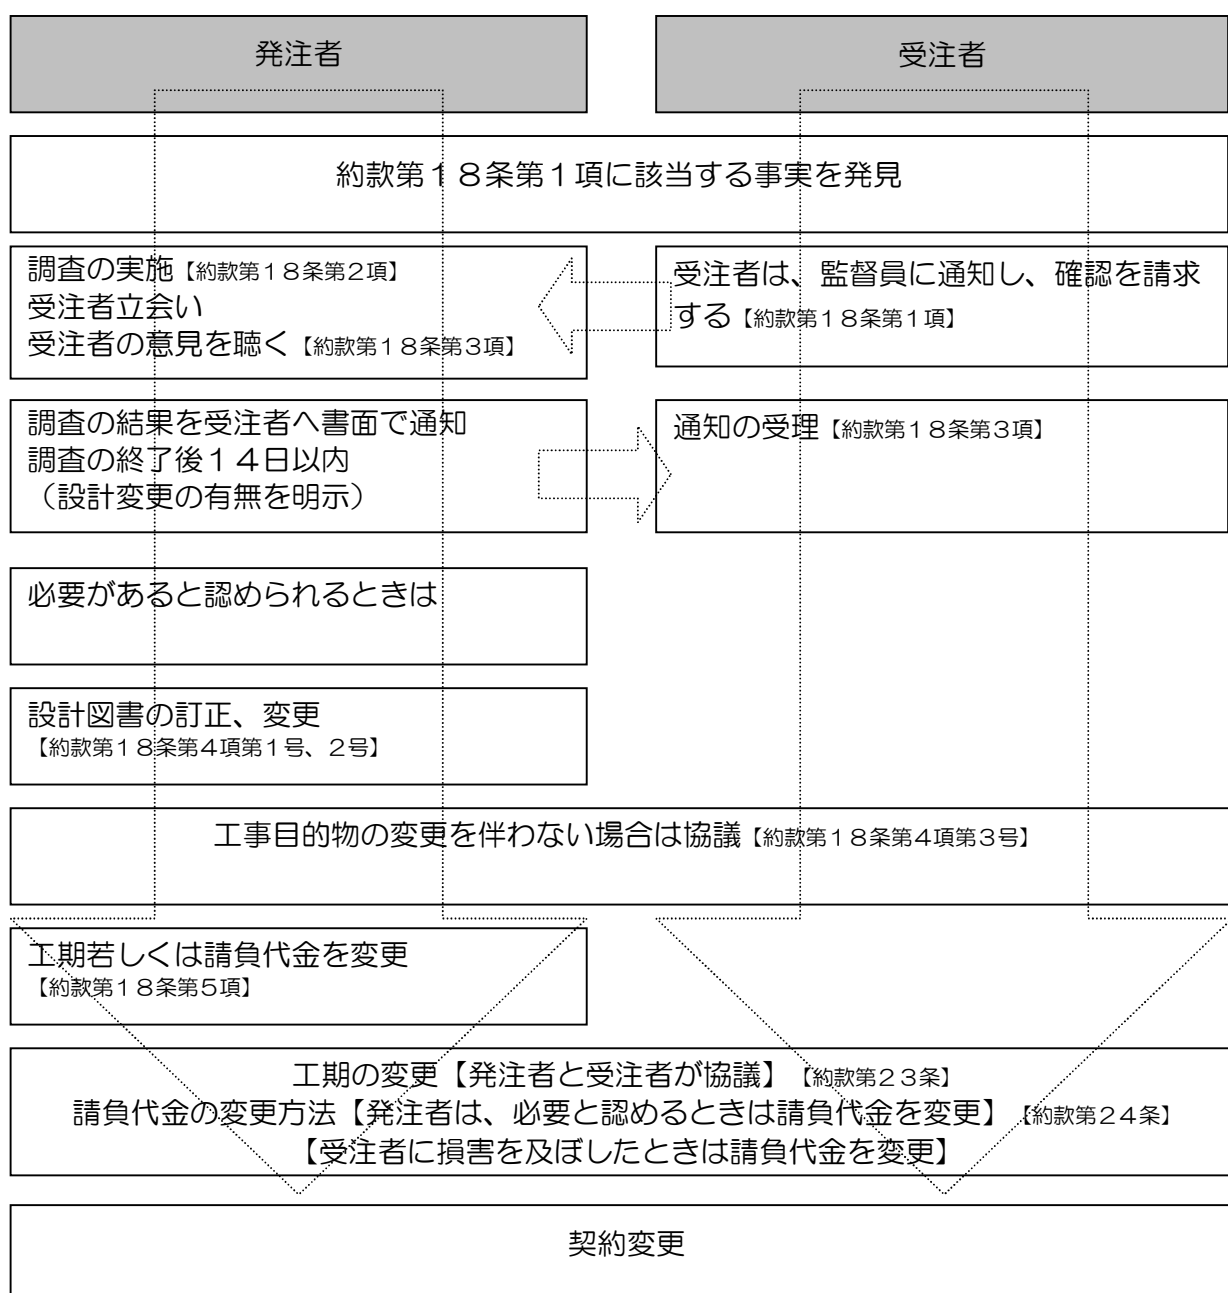 発注者
受注者
約款第１８条第１項に該当する事実を発見
調査の実施【約款第１８条第２項】
受注者立会い
受注者の意見を聴く【約款第１８条第３項】
受注者は、監督員に通知し、確認を請求
する【約款第１８条第１項】
調査の結果を受注者へ書面で通知
調査の終了後１４日以内
（設計変更の有無を明示）
通知の受理【約款第１８条第３項】
必要があると認められるときは
設計図書の訂正、変更
【約款第１８条第４項第１号、２号】
工事目的物の変更を伴わない場合は協議【約款第１８条第４項第３号】
工期若しくは請負代金を変更
【約款第１８条第５項】
工期の変更【発注者と受注者が協議】【約款第２３条】
請負代金の変更方法【発注者は、必要と認めるときは請負代金を変更】【約款第２４条】
【受注者に損害を及ぼしたときは請負代金を変更】
契約変更